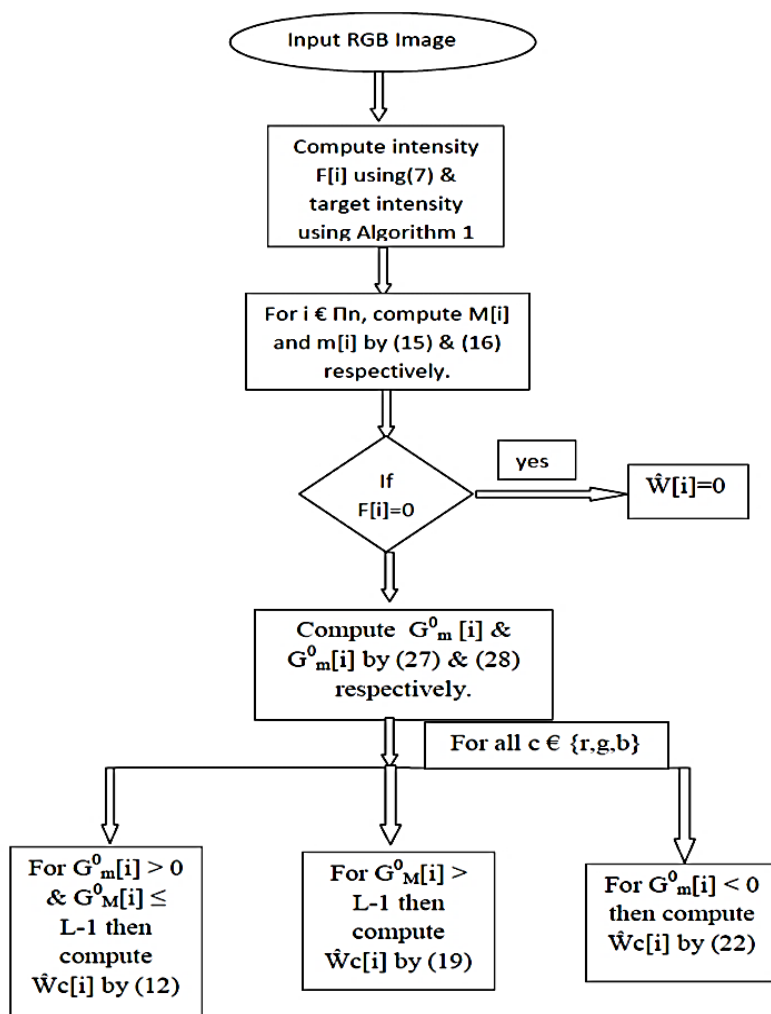 Input RGB Image
Compute intensity
F[i] using(7) &
target intensity
using Algorithm 1
For i € Πn, compute M[i]
and m[i] by (15) & (16)
respectively.
If
F[i]=0
yes
Ŵ[i]=0
Compute G⁰ₘ [i] &
G⁰ₘ[i] by (27) & (28)
respectively.
For all c € {r,g,b}
For G⁰ₘ[i] > 0
& G⁰M[i] ≤
L-1 then
compute
Ŵc[i] by (12)
For G⁰M[i] >
L-1 then
compute
Ŵc[i] by (19)
For G⁰ₘ[i] < 0
then compute
Ŵc[i] by (22)